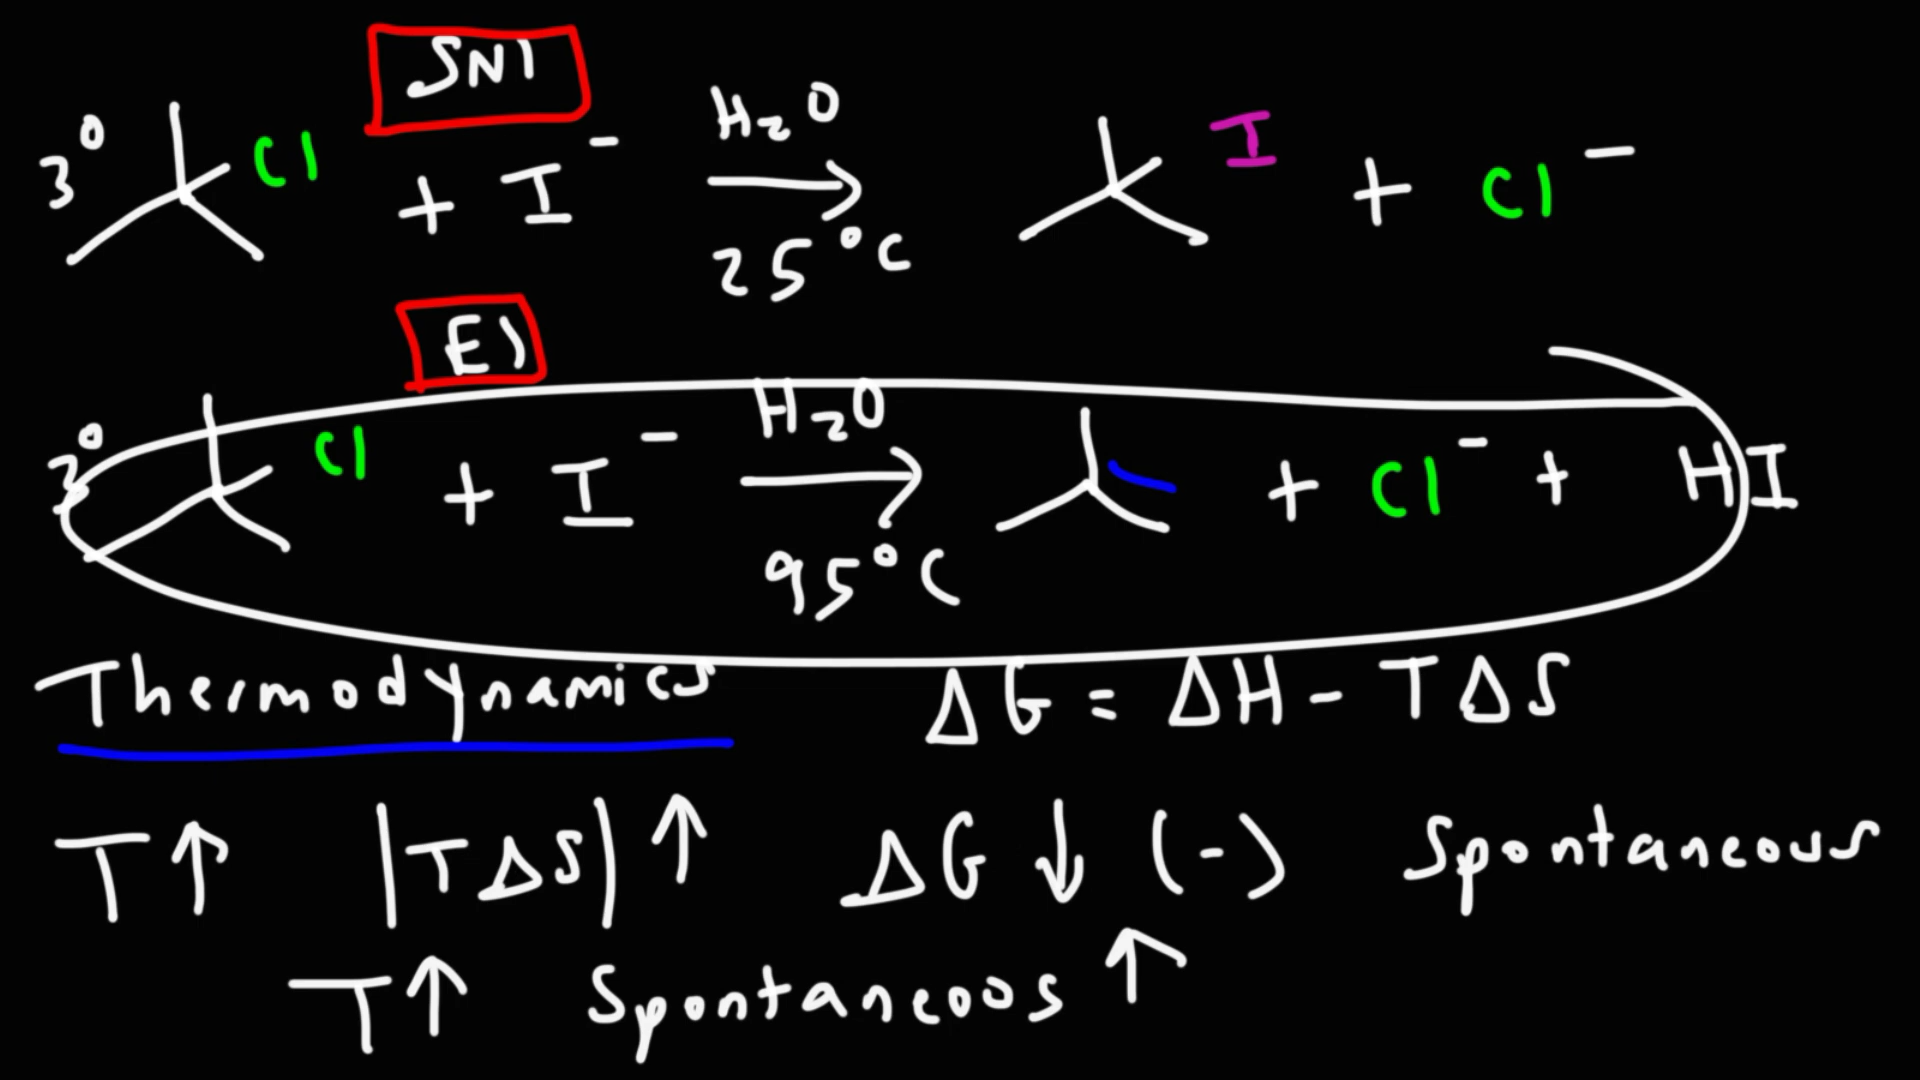 SN1
3° Cl + I⁻ H₂O 25°C I + Cl⁻
E1
3° Cl + I⁻ H₂O 95°C + Cl⁻ + HI
Thermodynamics ΔG = ΔH - TΔS
T↑ |TΔS|↑ ΔG↓ (-) Spontaneous
T↑ Spontaneous↑